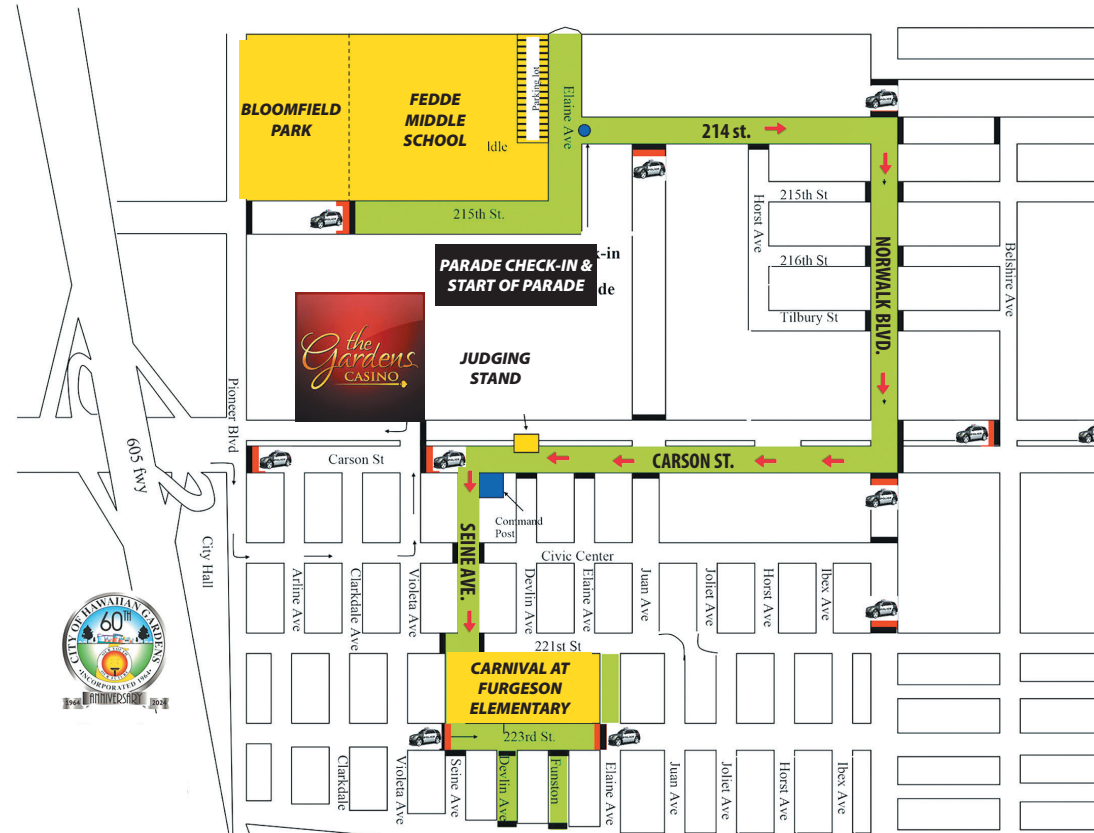 BLOOMFIELD
PARK
FEDDE
MIDDLE
SCHOOL
Parking lot
Idle
Elaine Ave
214 st.
215th St.
PARADE CHECK-IN &
START OF PARADE
k-in
de
Horst Ave
215th St
216th St
Tilbury St
NORWALK BLVD.
Belshire Ave
the
Gardens
CASINO
JUDGING
STAND
Pioneer Blvd
605 fwy
Carson St
CARSON ST.
City Hall
SEINE AVE.
Command
Post
Civic Center
Arline Ave
Clarkdale Ave
Violeta Ave
Devlin Ave
Elaine Ave
Juan Ave
Joliet Ave
Horst Ave
Ibex Ave
221st St
CITY OF HAWAIIAN GARDENS
60TH
OUR YOUTH
OUR FUTURE
•INCORPORATED 1964•
1964 ANNIVERSARY 2024
CARNIVAL AT
FURGESON
ELEMENTARY
223rd St.
Clarkdale
Violeta Ave
Seine Ave
Devlin Ave
Funston
Elaine Ave
Juan Ave
Joliet Ave
Horst Ave
Ibex Ave